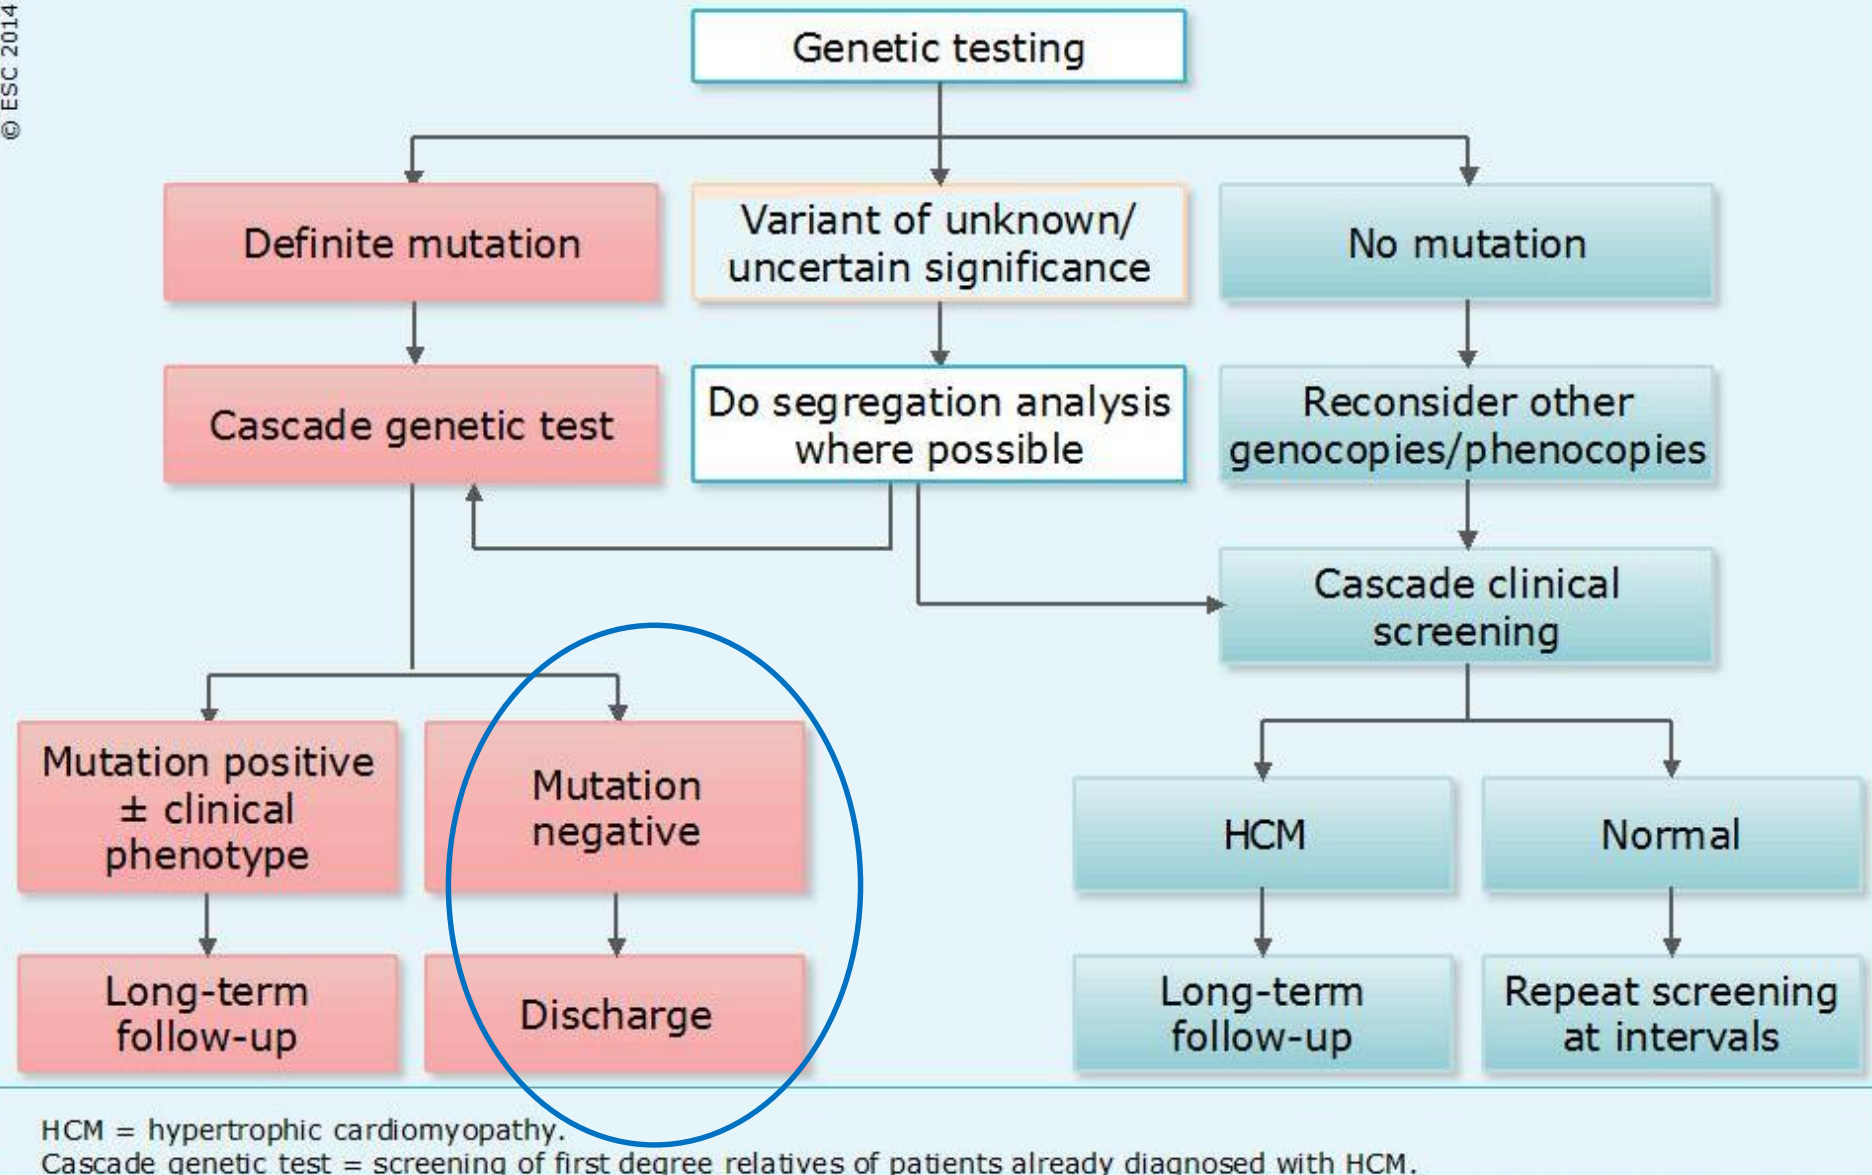 © ESC 2014
Genetic testing
Definite mutation
Variant of unknown/
uncertain significance
No mutation
Cascade genetic test
Do segregation analysis
where possible
Reconsider other
genocopies/phenocopies
Cascade clinical
screening
Mutation positive
± clinical
phenotype
Mutation
negative
HCM
Normal
Long-term
follow-up
Discharge
Long-term
follow-up
Repeat screening
at intervals
HCM = hypertrophic cardiomyopathy.
Cascade genetic test = screening of first degree relatives of patients already diagnosed with HCM.